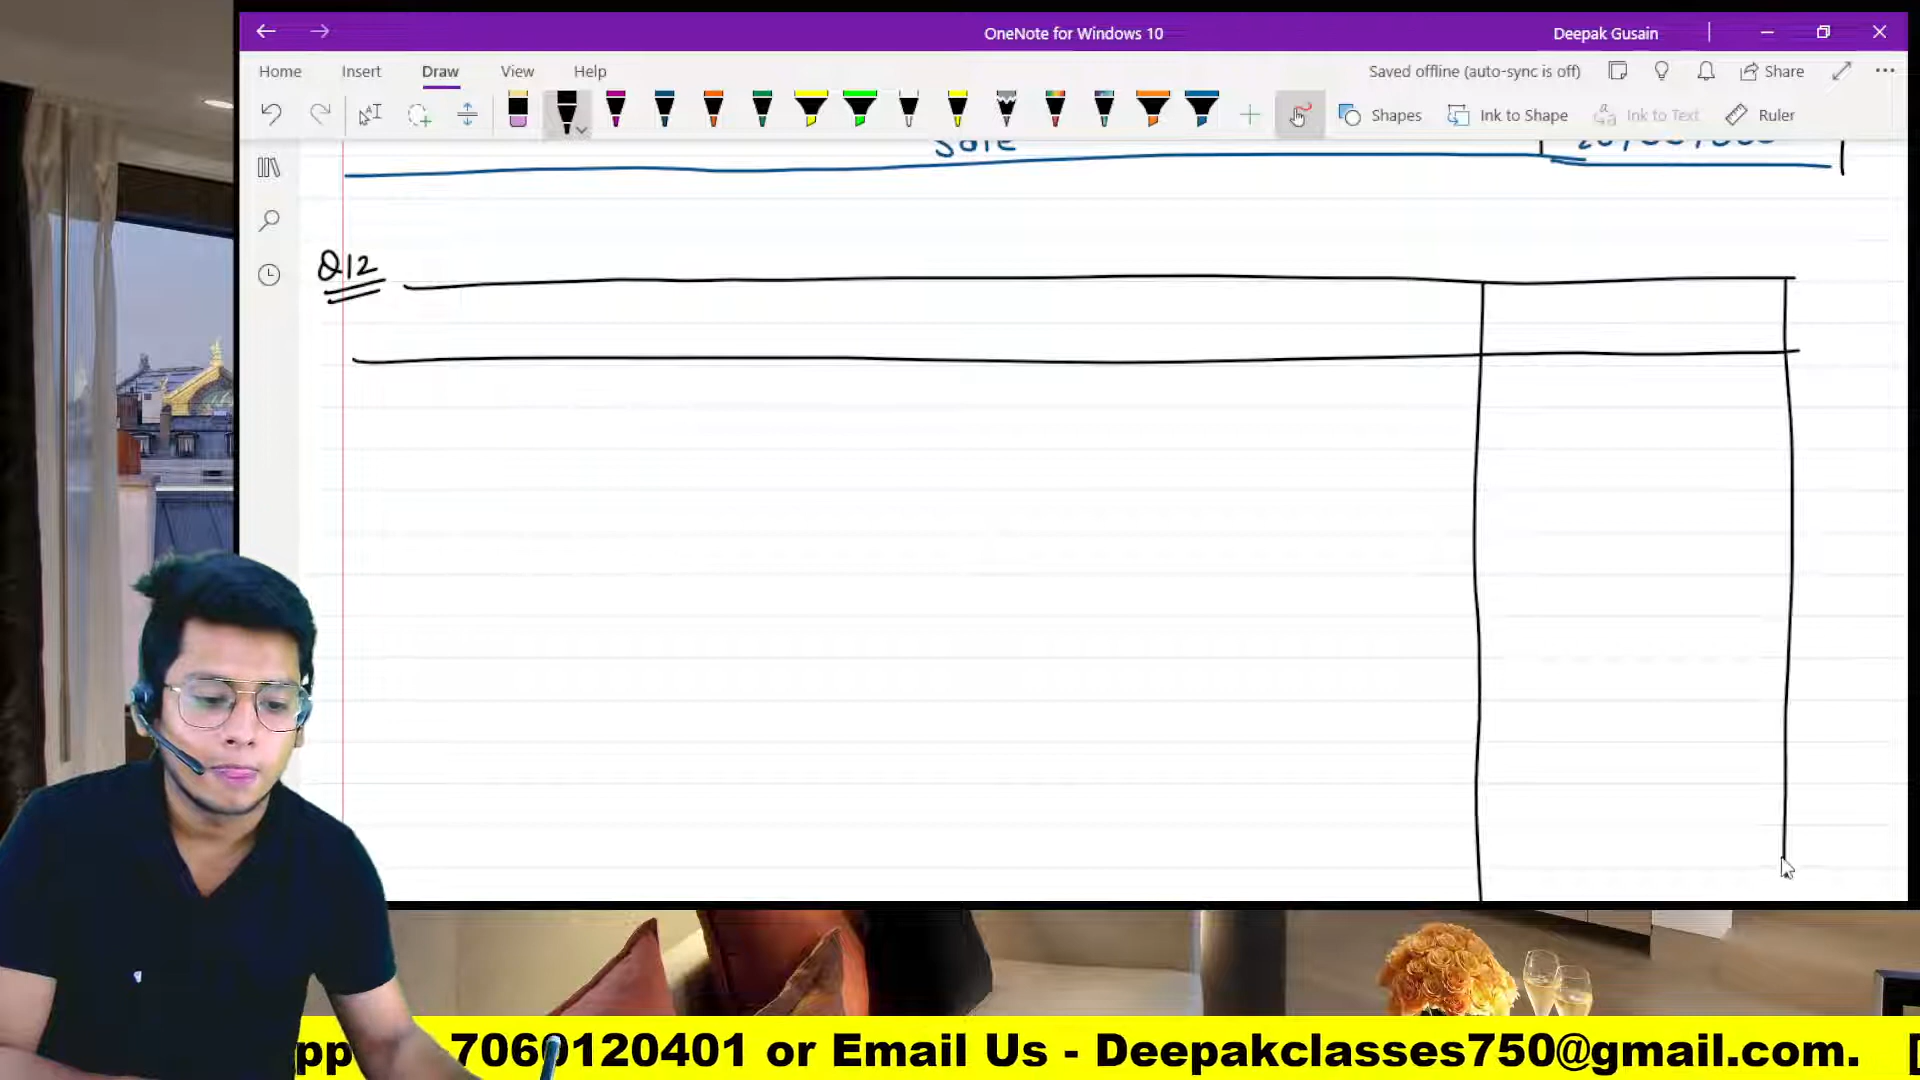 OneNote for Windows 10
Deepak Gusain
Home
Insert
Draw
View
Help
Saved offline (auto-sync is off)
Share
Shapes
Ink to Shape
Ink to Text
Ruler
Sale
Q12
7060120401 or Email Us - Deepakclasses750@gmail.com.